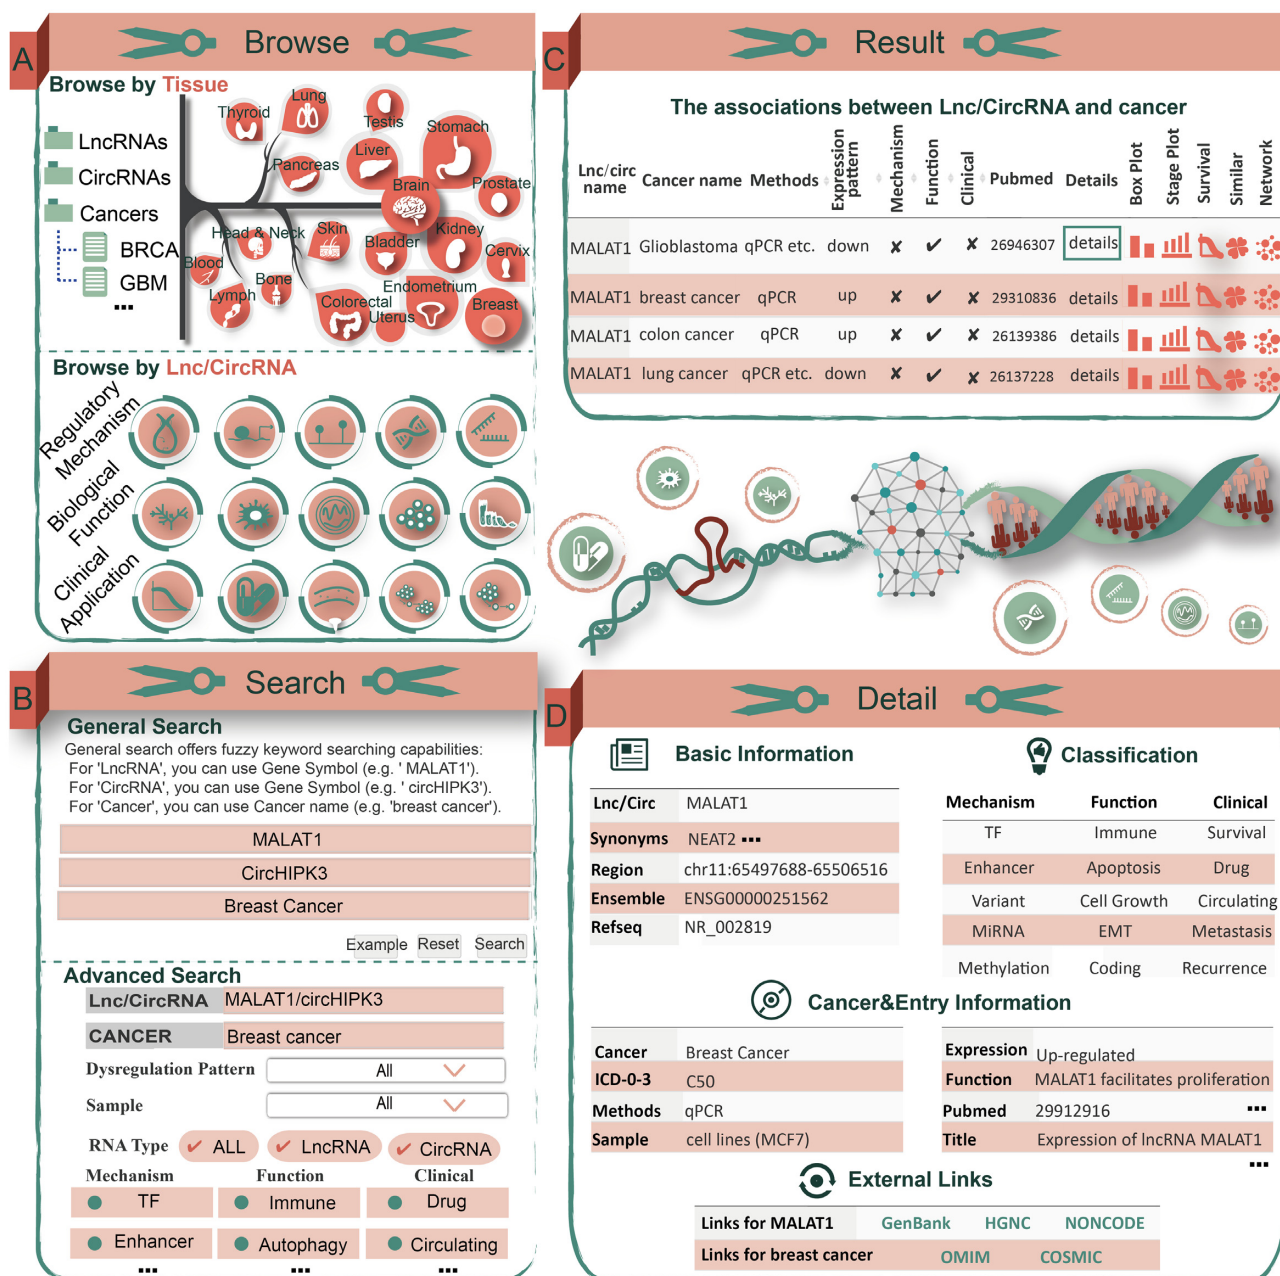 A
Browse
Browse by Tissue
LncRNAs
CircRNAs
Cancers
BRCA
GBM
...
Thyroid
Lung
Testis
Stomach
Pancreas
Liver
Brain
Prostate
Head & Neck
Skin
Bladder
Kidney
Cervix
Blood
Bone
Lymph
Colorectal
Endometrium
Uterus
Breast
Browse by Lnc/CircRNA
Regulatory
Mechanism
Biological
Function
Clinical
Application
B
Search
General Search
General search offers fuzzy keyword searching capabilities:
For 'LncRNA', you can use Gene Symbol (e.g. ' MALAT1').
For 'CircRNA', you can use Gene Symbol (e.g. ' circHIPK3').
For 'Cancer', you can use Cancer name (e.g. 'breast cancer').
MALAT1
CircHIPK3
Breast Cancer
Example Reset Search
Advanced Search
Lnc/CircRNA MALAT1/circHIPK3
CANCER Breast cancer
Dysregulation Pattern All
Sample All
RNA Type ✔ ALL ✔ LncRNA ✔ CircRNA
Mechanism Function Clinical
TF Immune Drug
Enhancer Autophagy Circulating
... ... ...
C
Result
The associations between Lnc/CircRNA and cancer
Lnc/circ name Cancer name Methods Expression pattern Mechanism Function Clinical Pubmed Details Box Plot Stage Plot Survival Similar Network
MALAT1 Glioblastoma qPCR etc. down ✘ ✔ ✘ 26946307 details
MALAT1 breast cancer qPCR up ✘ ✔ ✘ 29310836 details
MALAT1 colon cancer qPCR up ✘ ✔ ✘ 26139386 details
MALAT1 lung cancer qPCR etc. down ✘ ✔ ✘ 26137228 details
D
Detail
Basic Information
Lnc/Circ MALAT1
Synonyms NEAT2 ...
Region chr11:65497688-65506516
Ensemble ENSG00000251562
Refseq NR_002819
Classification
Mechanism Function Clinical
TF Immune Survival
Enhancer Apoptosis Drug
Variant Cell Growth Circulating
MiRNA EMT Metastasis
Methylation Coding Recurrence
Cancer&Entry Information
Cancer Breast Cancer
ICD-0-3 C50
Methods qPCR
Sample cell lines (MCF7)
Expression Up-regulated
Function MALAT1 facilitates proliferation
Pubmed 29912916 ...
Title Expression of lncRNA MALAT1
...
External Links
Links for MALAT1 GenBank HGNC NONCODE
Links for breast cancer OMIM COSMIC